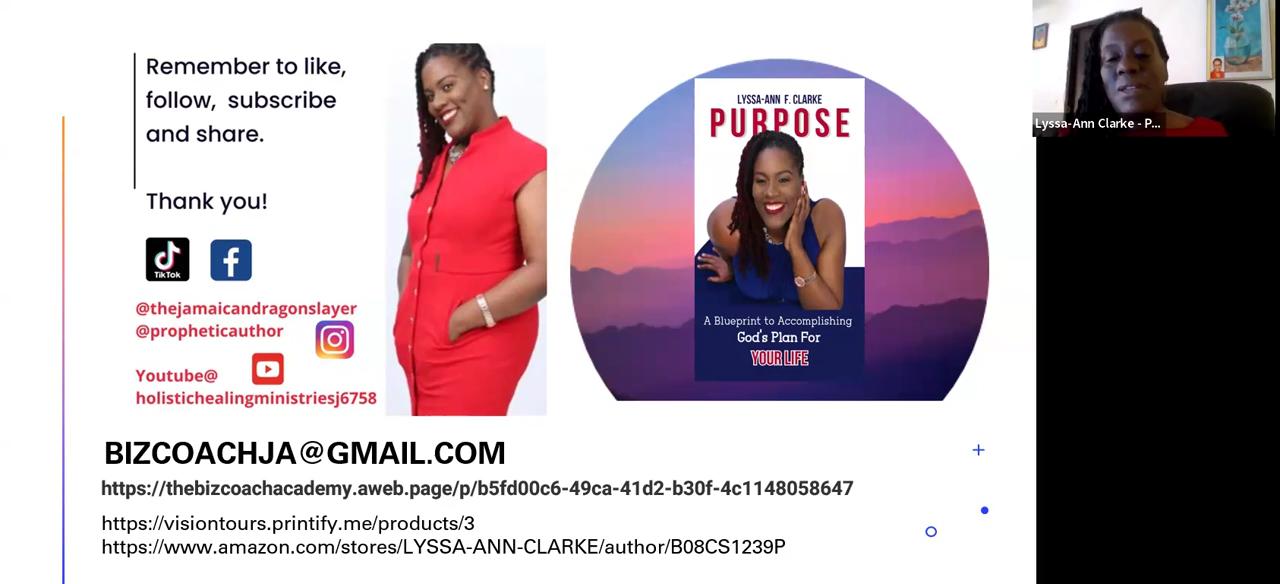 Remember to like,
follow, subscribe
and share.
Thank you!
TikTok
@thejamaicandragonslayer
@propheticauthor
Youtube@
holistichealingministriesj6758
LYSSA-ANN F. CLARKE
PURPOSE
A Blueprint to Accomplishing
God's Plan For
YOUR LIFE
BIZCOACHJA@GMAIL.COM
https://thebizcoachacademy.aweb.page/p/b5fd00c6-49ca-41d2-b30f-4c1148058647
https://visiontours.printify.me/products/3
https://www.amazon.com/stores/LYSSA-ANN-CLARKE/author/B08CS1239P
Lyssa-Ann Clarke - P...